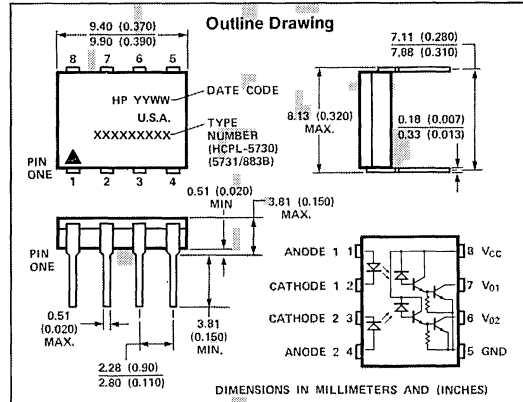 Outline Drawing
9.40 (0.370)
9.90 (0.390)
8 7 6 5
HP YYWW
DATE CODE
U.S.A.
XXXXXXXXX
TYPE
NUMBER
(HCPL-5730)
(5731/883B)
PIN
ONE
1 2 3 4
7.11 (0.280)
7.88 (0.310)
8.13 (0.320)
MAX.
0.18 (0.007)
0.33 (0.013)
0.51 (0.020)
MIN
3.81 (0.150)
MAX.
PIN
ONE
0.51
(0.020)
MAX.
3.81
(0.150)
MIN.
2.28 (0.90)
2.80 (0.110)
ANODE 1 1
CATHODE 1 2
CATHODE 2 3
ANODE 2 4
8 VCC
7 V01
6 V02
5 GND
DIMENSIONS IN MILLIMETERS AND (INCHES)